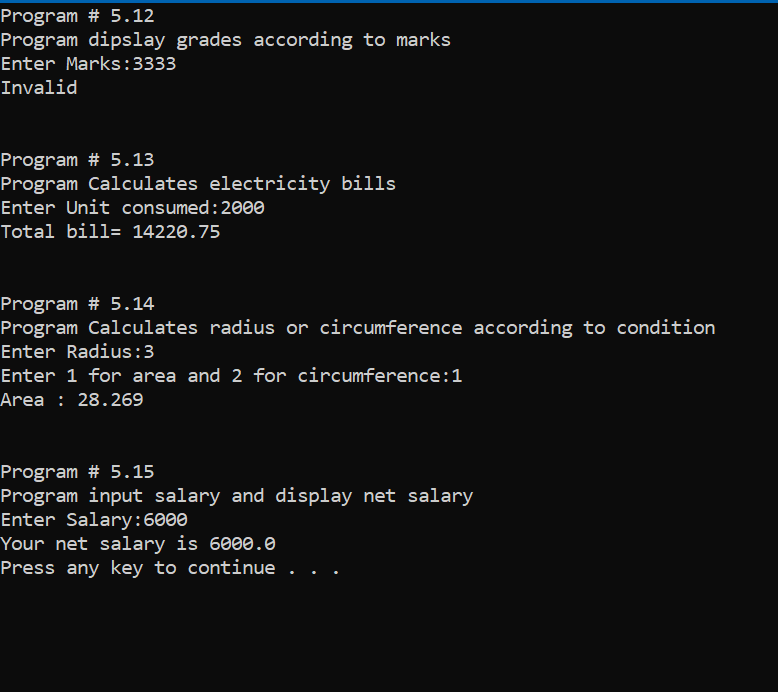 Program # 5.12
Program dipslay grades according to marks
Enter Marks:3333
Invalid
Program # 5.13
Program Calculates electricity bills
Enter Unit consumed:2000
Total bill= 14220.75
Program # 5.14
Program Calculates radius or circumference according to condition
Enter Radius:3
Enter 1 for area and 2 for circumference:1
Area : 28.269
Program # 5.15
Program input salary and display net salary
Enter Salary:6000
Your net salary is 6000.0
Press any key to continue . . .